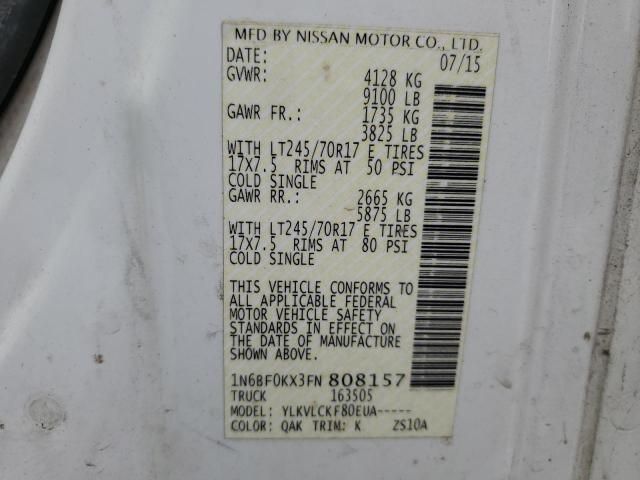 MFD BY NISSAN MOTOR CO., LTD.
DATE: 07/15
GVWR: 4128 KG
9100 LB
GAWR FR.: 1735 KG
3825 LB
WITH LT245/70R17 E TIRES
17X7.5 RIMS AT 50 PSI
COLD SINGLE
GAWR RR.: 2665 KG
5875 LB
WITH LT245/70R17 E TIRES
17X7.5 RIMS AT 80 PSI
COLD SINGLE
THIS VEHICLE CONFORMS TO
ALL APPLICABLE FEDERAL
MOTOR VEHICLE SAFETY
STANDARDS IN EFFECT ON
THE DATE OF MANUFACTURE
SHOWN ABOVE.
1N6BF0KX3FN 808157
TRUCK 163505
MODEL: YLKVLCKF80EUA-----
COLOR: QAK TRIM: K ZS10A